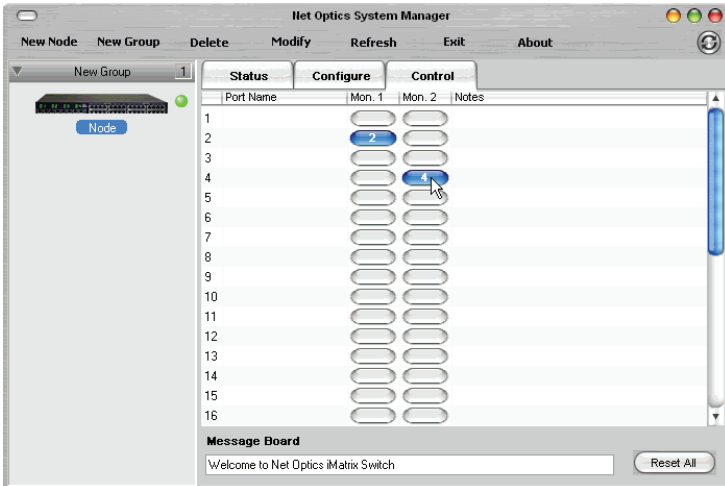 Net Optics System Manager
New Node New Group Delete Modify Refresh Exit About
New Group 1
Node
Status Configure Control
Port Name Mon. 1 Mon. 2 Notes
1
2 2
3
4 4
5
6
7
8
9
10
11
12
13
14
15
16
Message Board
Welcome to Net Optics iMatrix Switch
Reset All